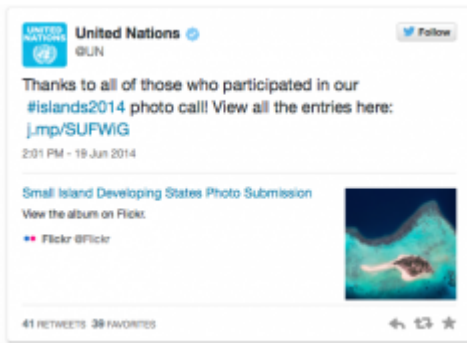 UNITED NATIONS
United Nations
@UN
Follow
Thanks to all of those who participated in our
#islands2014 photo call! View all the entries here:
j.mp/SUFWiG
2:01 PM - 19 Jun 2014
Small Island Developing States Photo Submission
View the album on Flickr.
Flickr @Flickr
41 RETWEETS 39 FAVORITES